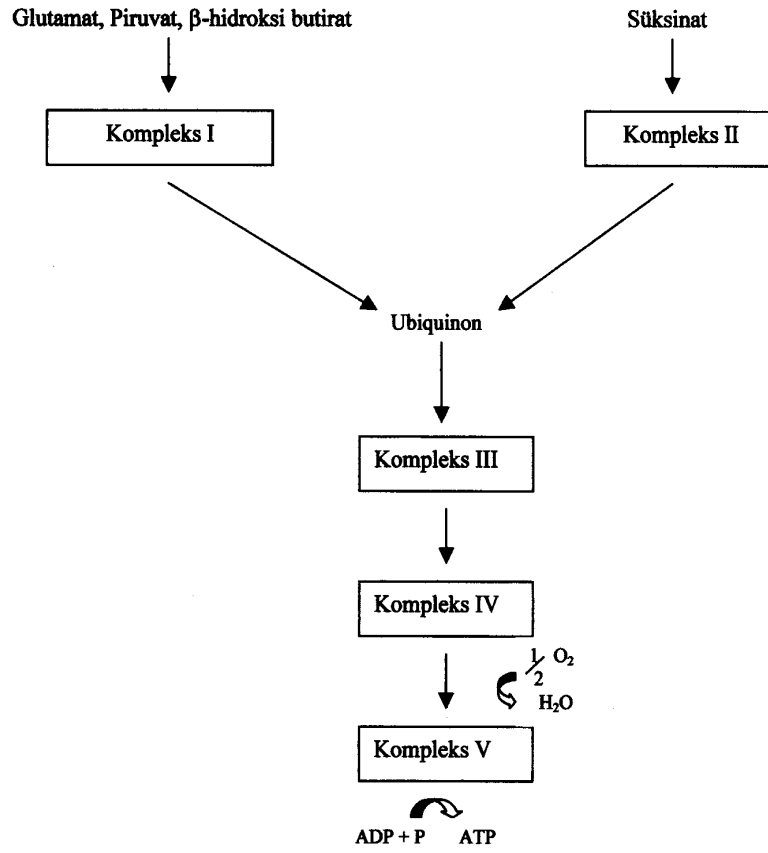 Glutamat, Piruvat, β-hidroksi butirat
Süksinat
Kompleks I
Kompleks II
Ubiquinon
Kompleks III
Kompleks IV
1/2 O₂
H₂O
Kompleks V
ADP + P ATP